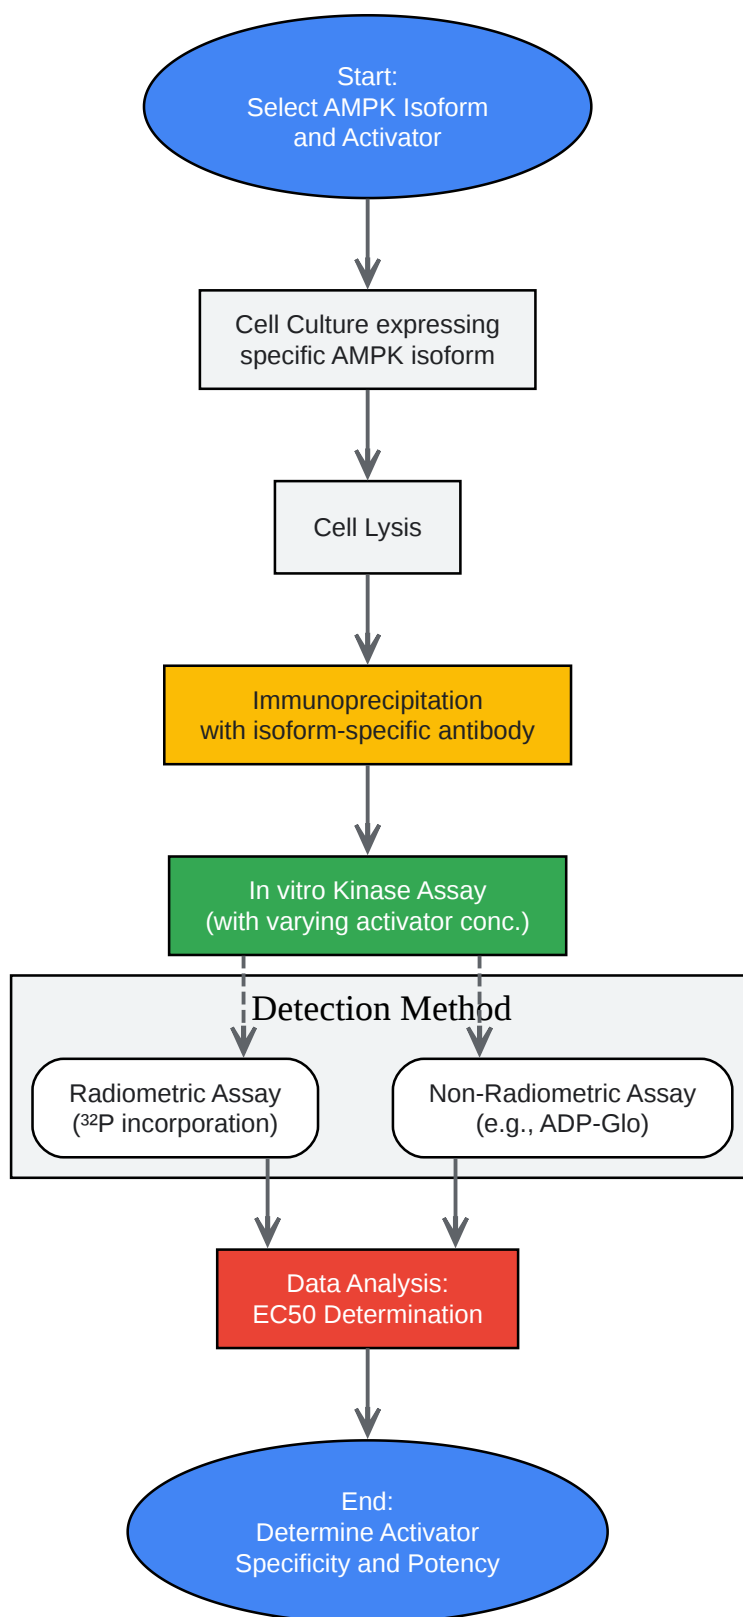 Start:
Select AMPK Isoform
and Activator
Cell Culture expressing
specific AMPK isoform
Cell Lysis
Immunoprecipitation
with isoform-specific antibody
In vitro Kinase Assay
(with varying activator conc.)
Detection Method
Radiometric Assay
(³²P incorporation)
Non-Radiometric Assay
(e.g., ADP-Glo)
Data Analysis:
EC50 Determination
End:
Determine Activator
Specificity and Potency